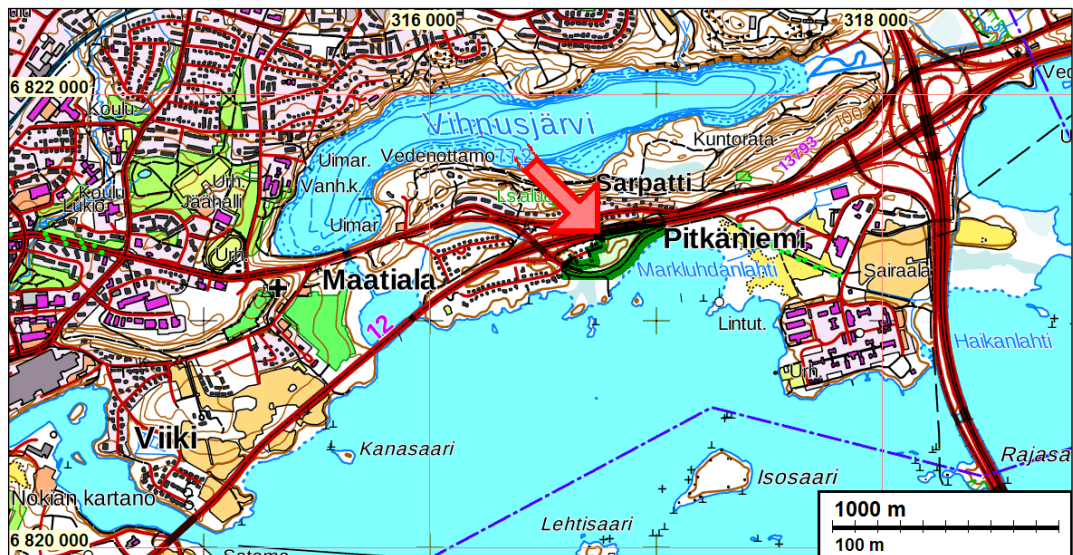 316 000
318 000
6 822 000
Koulu
Vihnusjärvi
Kuntorata
100
13793
Uimar.
Vedenottamo
77.2
Urh.
Koulu
Lukio
Jäähalli
Vanh.k.
Sarpatti
Uimar
Pitkäniemi
Urh.
Markluhdanlahti
Sairaala
Maatiala
12
Lintut.
Haikanlahti
Urh.
Viiki
Kanasaari
Isosaari
Rajasa
Nokian kartano
1000 m
Lehtisaari
6 820 000
100 m
Satama